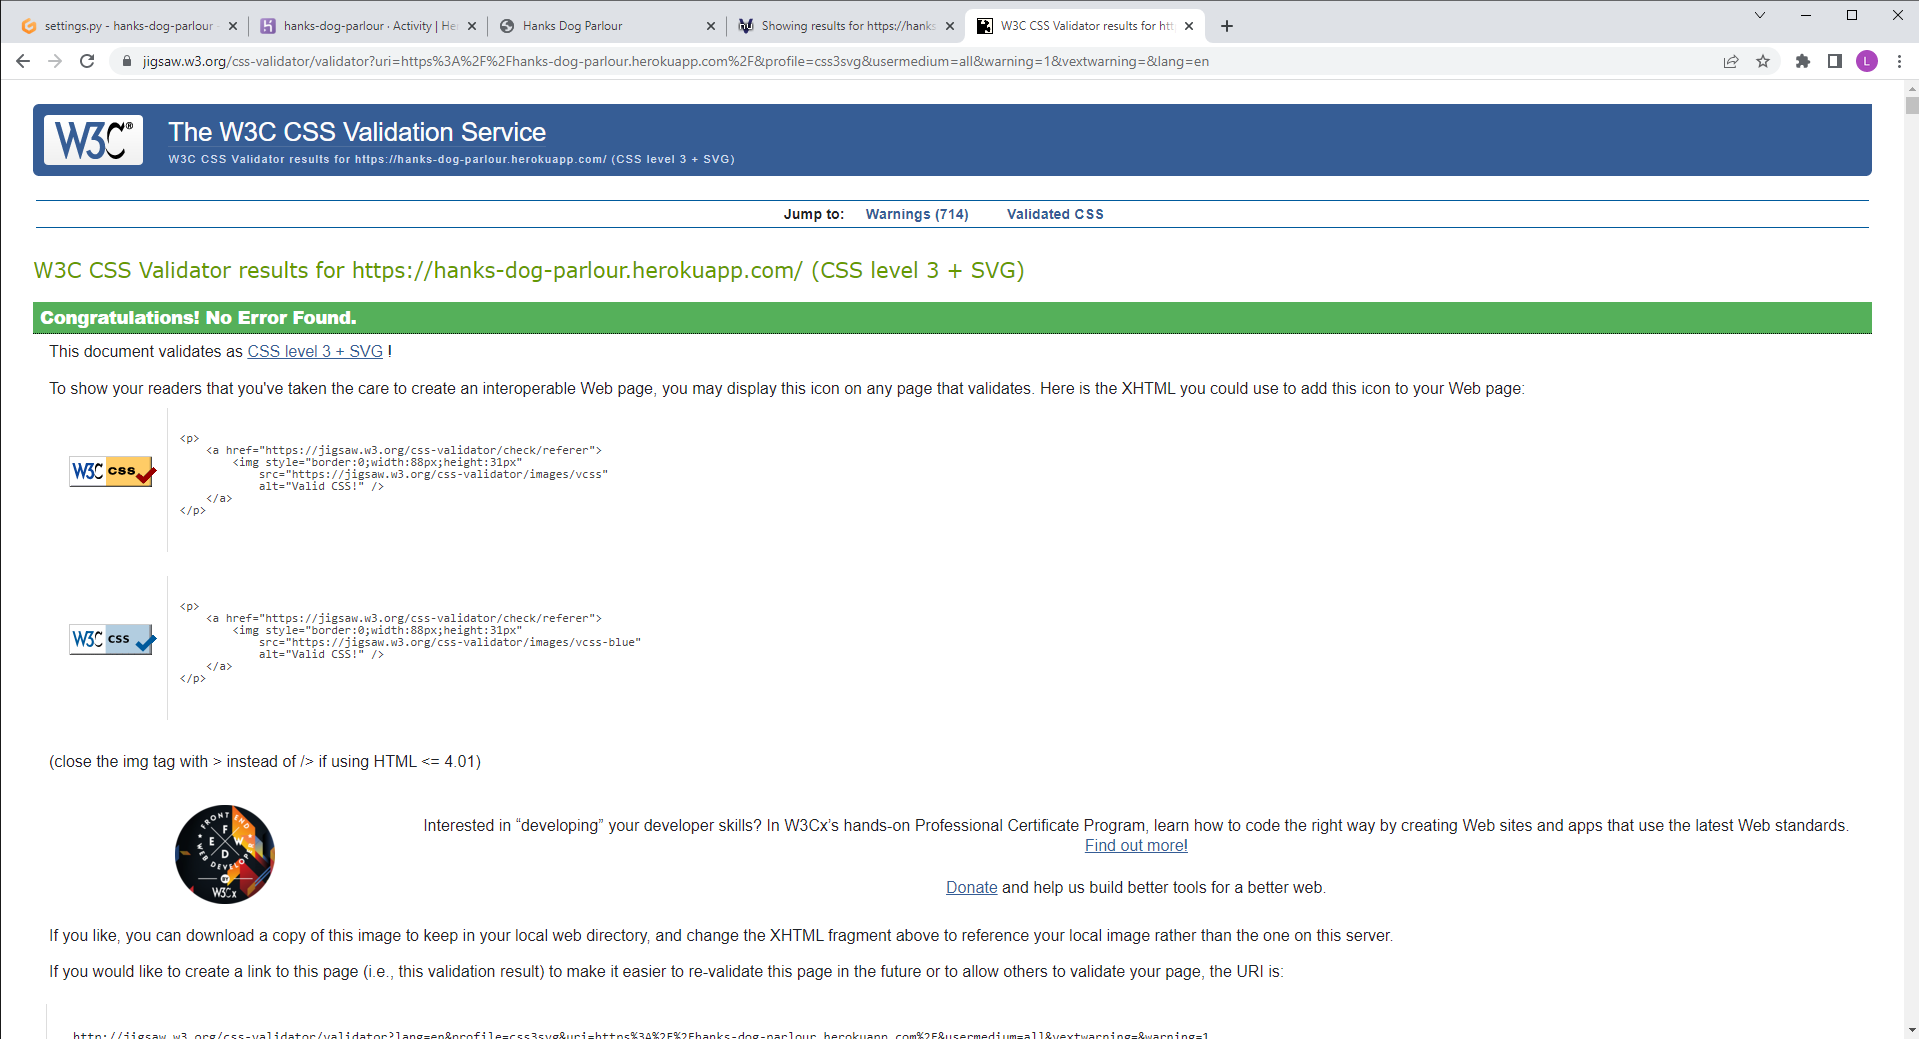 settings.py - hanks-dog-parlour
hanks-dog-parlour · Activity | He
Hanks Dog Parlour
Showing results for https://hanks
W3C CSS Validator results for htt
jigsaw.w3.org/css-validator/validator?uri=https%3A%2F%2Fhanks-dog-parlour.herokuapp.com%2F&profile=css3svg&usermedium=all&warning=1&vextwarning=&lang=en
L
W3C®
The W3C CSS Validation Service
W3C CSS Validator results for https://hanks-dog-parlour.herokuapp.com/ (CSS level 3 + SVG)
Jump to: Warnings (714) Validated CSS
W3C CSS Validator results for https://hanks-dog-parlour.herokuapp.com/ (CSS level 3 + SVG)
Congratulations! No Error Found.
This document validates as CSS level 3 + SVG !
To show your readers that you've taken the care to create an interoperable Web page, you may display this icon on any page that validates. Here is the XHTML you could use to add this icon to your Web page:
W3C css
<p>
<a href="https://jigsaw.w3.org/css-validator/check/referer">
<img style="border:0;width:88px;height:31px"
src="https://jigsaw.w3.org/css-validator/images/vcss"
alt="Valid CSS!" />
</a>
</p>
W3C css
<p>
<a href="https://jigsaw.w3.org/css-validator/check/referer">
<img style="border:0;width:88px;height:31px"
src="https://jigsaw.w3.org/css-validator/images/vcss-blue"
alt="Valid CSS!" />
</a>
</p>
(close the img tag with > instead of /> if using HTML <= 4.01)
FRONT END
F E W D
WEB DEVELOP
W3Cx
Interested in “developing” your developer skills? In W3Cx’s hands-on Professional Certificate Program, learn how to code the right way by creating Web sites and apps that use the latest Web standards.
Find out more!
Donate and help us build better tools for a better web.
If you like, you can download a copy of this image to keep in your local web directory, and change the XHTML fragment above to reference your local image rather than the one on this server.
If you would like to create a link to this page (i.e., this validation result) to make it easier to re-validate this page in the future or to allow others to validate your page, the URI is:
http://jigsaw.w3.org/css-validator/validator?lang=en&profile=css3svg&uri=https%3A%2F%2Fhanks-dog-parlour.herokuapp.com%2F&usermedium=all&vextwarning=&warning=1